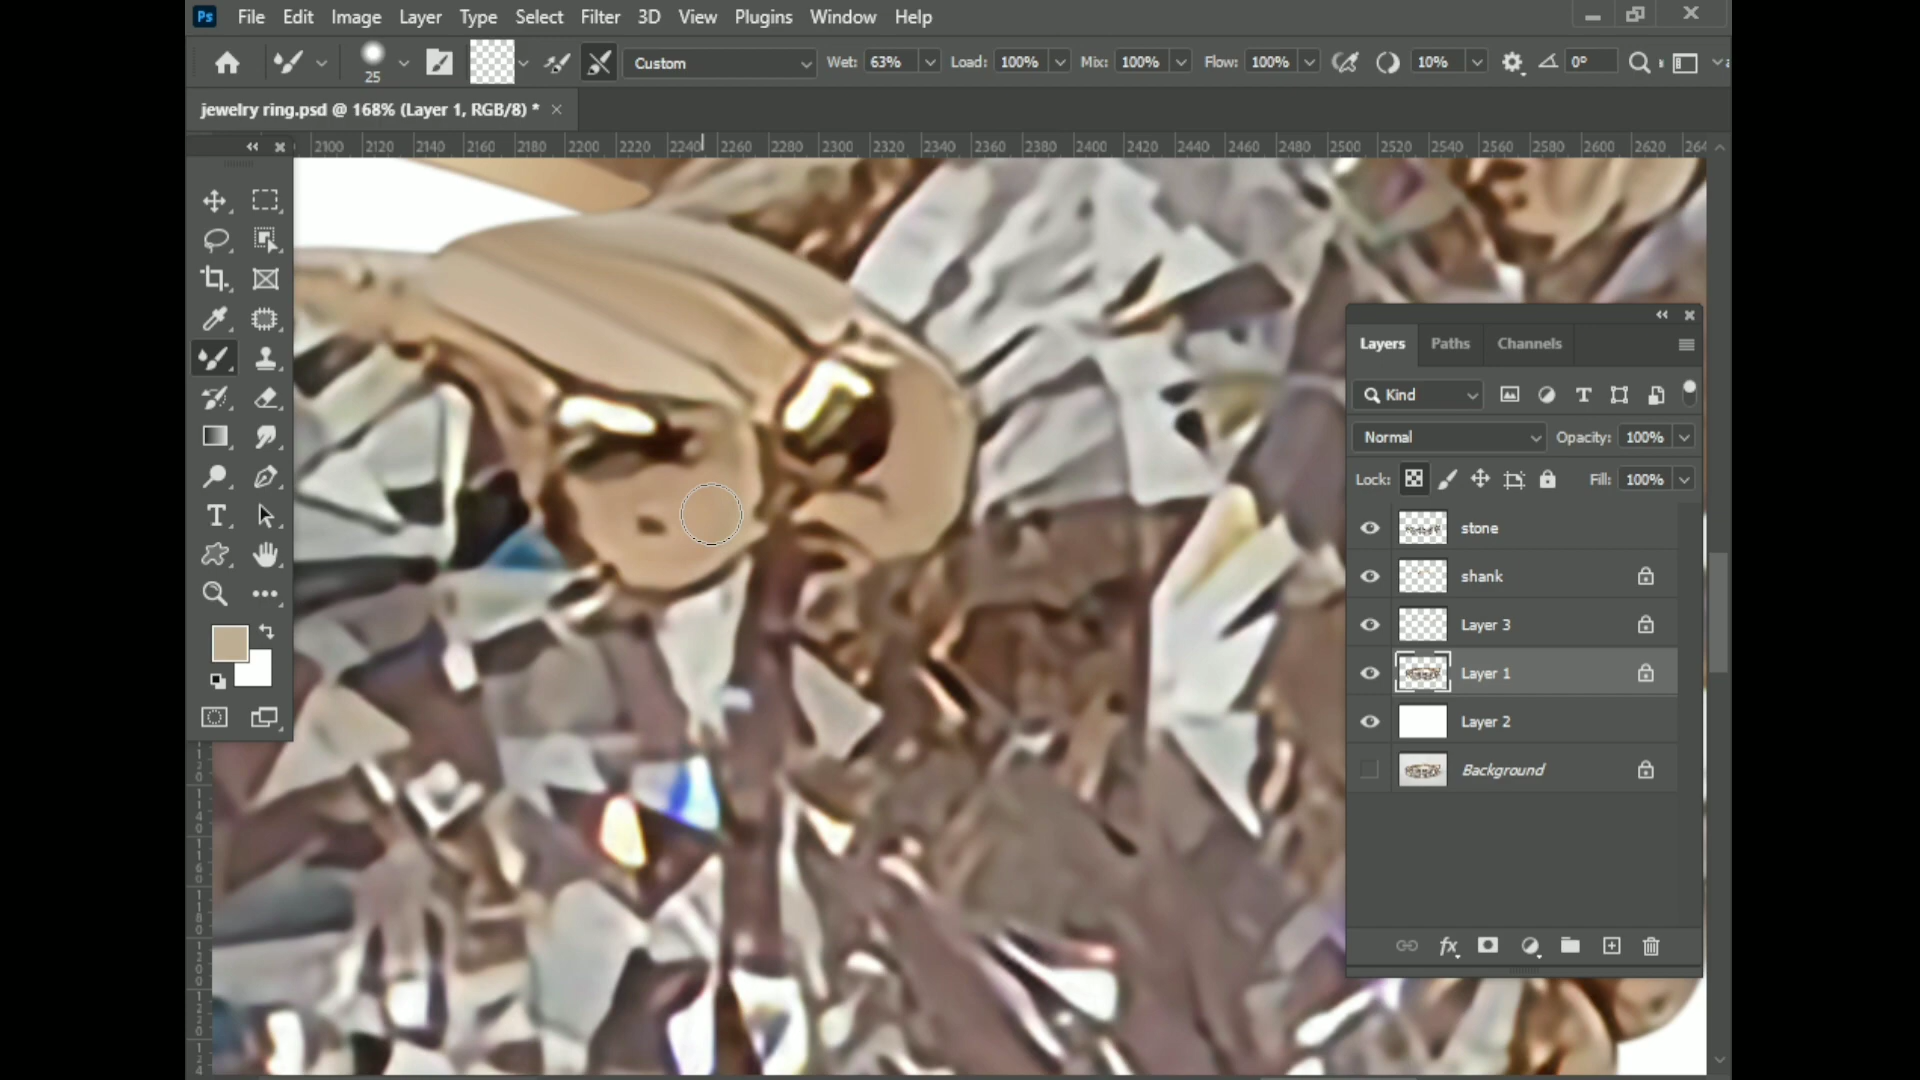 Ps File Edit Image Layer Type Select Filter 3D View Plugins Window Help
25 Custom Wet: 63% Load: 100% Mix: 100% Flow: 100% 10% 0°
jewelry ring.psd @ 168% (Layer 1, RGB/8) * ×
2100 2120 2140 2160 2180 2200 2220 2240 2260 2280 2300 2320 2340 2360 2380 2400 2420 2440 2460 2480 2500 2520 2540 2560 2580 2600 2620 264
Layers Paths Channels
Kind
Normal Opacity: 100%
Lock: Fill: 100%
stone
shank
Layer 3
Layer 1
Layer 2
Background
fx